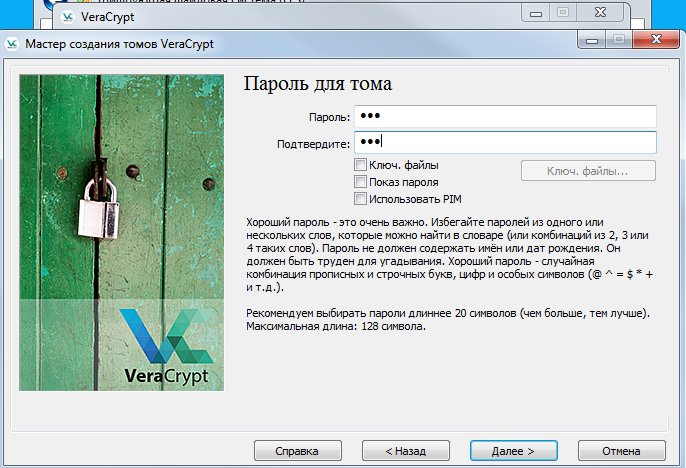 VeraCrypt
Мастер создания томов VeraCrypt
Пароль для тома
Пароль: •••
Подтвердите: •••
Ключ. файлы
Ключ. файлы...
Показ пароля
Использовать PIM
Хороший пароль - это очень важно. Избегайте паролей из одного или
нескольких слов, которые можно найти в словаре (или комбинаций из 2, 3 или
4 таких слов). Пароль не должен содержать имён или дат рождения. Он
должен быть труден для угадывания. Хороший пароль - случайная
комбинация прописных и строчных букв, цифр и особых символов (@ ^ = $ * +
и т.д.).
Рекомендуем выбирать пароли длиннее 20 символов (чем больше, тем лучше).
Максимальная длина: 128 символа.
VeraCrypt
Справка
< Назад
Далее >
Отмена